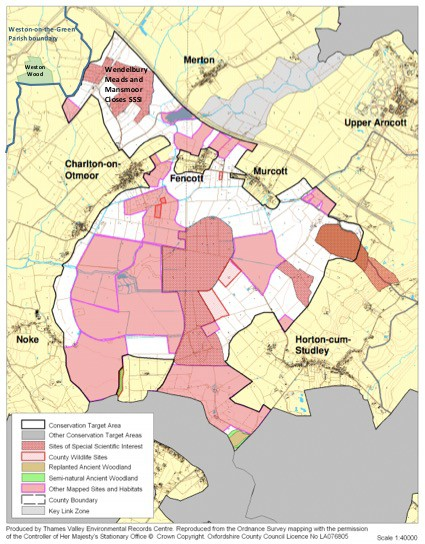 Weston-on-the-Green
Parish boundary
Weston
Wood
Wendelbury
Meads and
Mansmoor
Closes SSSI
Merton
Upper Arncott
Charlton-on-
Otmoor
Fencott
Murcott
Noke
Horton-cum-
Studley
Conservation Target Area
Other Conservation Target Areas
Sites of Special Scientific Interest
County Wildlife Sites
Replanted Ancient Woodland
Semi-natural Ancient Woodland
Other Mapped Sites and Habitats
County Boundary
Key Link Zone
Produced by Thames Valley Environmental Records Centre. Reproduced from the Ordnance Survey mapping with the permission
of the Controller of Her Majesty's Stationary Office © Crown Copyright. Oxfordshire County Council Licence No LA076805
Scale 1:40000